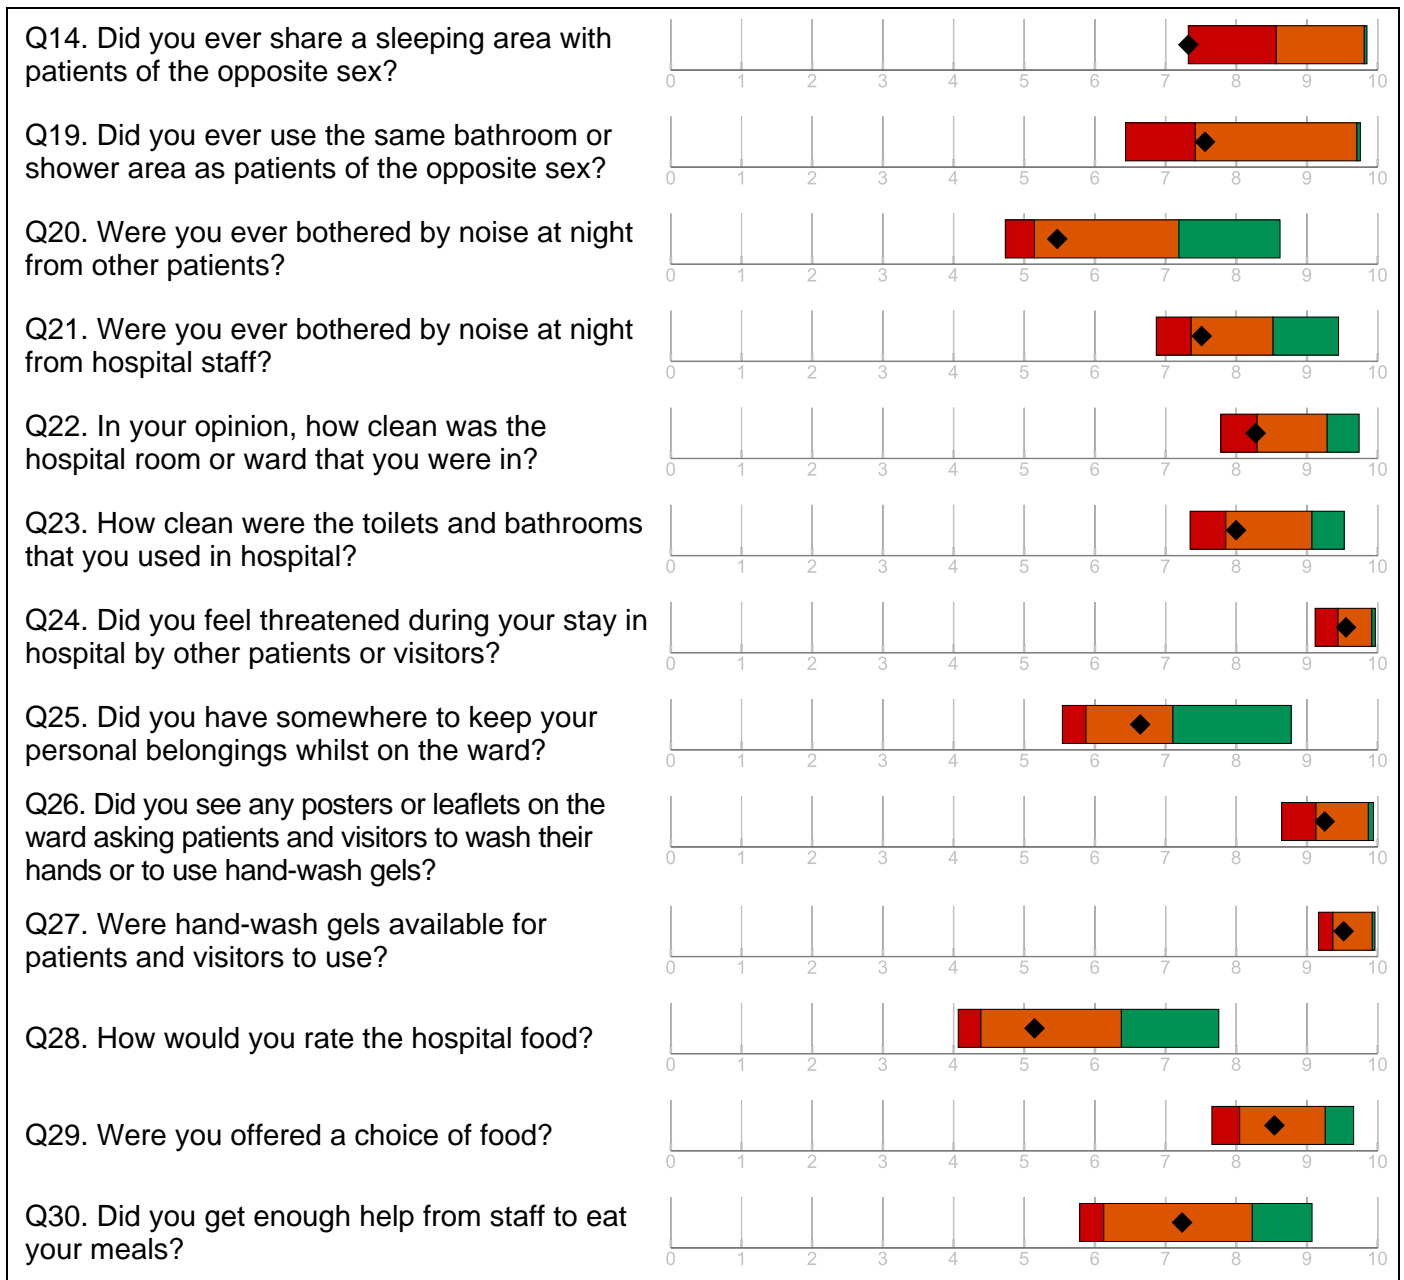 Q14. Did you ever share a sleeping area with
patients of the opposite sex?
0 1 2 3 4 5 6 7 8 9 10
Q19. Did you ever use the same bathroom or
shower area as patients of the opposite sex?
0 1 2 3 4 5 6 7 8 9 10
Q20. Were you ever bothered by noise at night
from other patients?
0 1 2 3 4 5 6 7 8 9 10
Q21. Were you ever bothered by noise at night
from hospital staff?
0 1 2 3 4 5 6 7 8 9 10
Q22. In your opinion, how clean was the
hospital room or ward that you were in?
0 1 2 3 4 5 6 7 8 9 10
Q23. How clean were the toilets and bathrooms
that you used in hospital?
0 1 2 3 4 5 6 7 8 9 10
Q24. Did you feel threatened during your stay in
hospital by other patients or visitors?
0 1 2 3 4 5 6 7 8 9 10
Q25. Did you have somewhere to keep your
personal belongings whilst on the ward?
0 1 2 3 4 5 6 7 8 9 10
Q26. Did you see any posters or leaflets on the
ward asking patients and visitors to wash their
hands or to use hand-wash gels?
0 1 2 3 4 5 6 7 8 9 10
Q27. Were hand-wash gels available for
patients and visitors to use?
0 1 2 3 4 5 6 7 8 9 10
Q28. How would you rate the hospital food?
0 1 2 3 4 5 6 7 8 9 10
Q29. Were you offered a choice of food?
0 1 2 3 4 5 6 7 8 9 10
Q30. Did you get enough help from staff to eat
your meals?
0 1 2 3 4 5 6 7 8 9 10